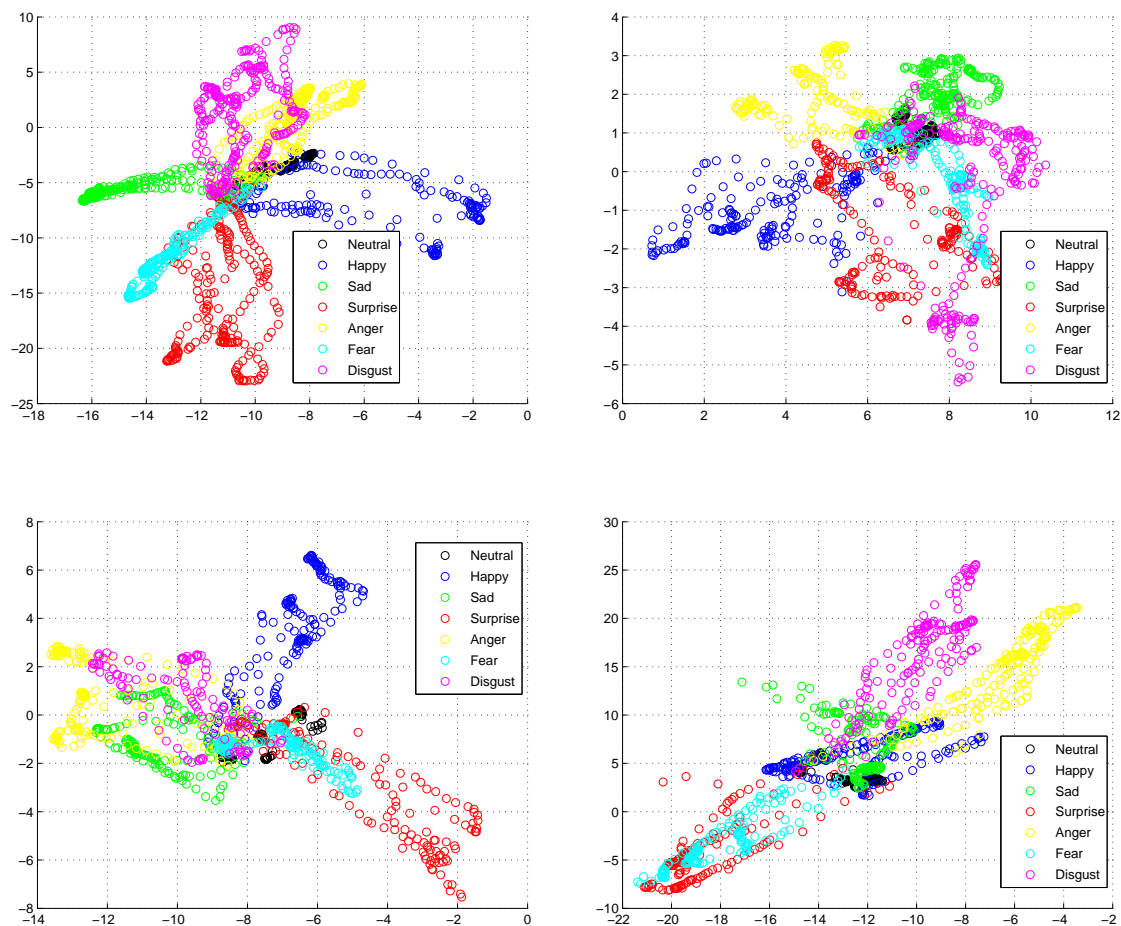 10
5
0
−5
−10
−15
−20
−25
−18 −16 −14 −12 −10 −8 −6 −4 −2 0
Neutral
Happy
Sad
Surprise
Anger
Fear
Disgust
4
3
2
1
0
−1
−2
−3
−4
−5
−6
0 2 4 6 8 10 12
Neutral
Happy
Sad
Surprise
Anger
Fear
Disgust
8
6
4
2
0
−2
−4
−6
−8
−14 −12 −10 −8 −6 −4 −2 0
Neutral
Happy
Sad
Surprise
Anger
Fear
Disgust
30
25
20
15
10
5
0
−5
−10
−22 −20 −18 −16 −14 −12 −10 −8 −6 −4 −2
Neutral
Happy
Sad
Surprise
Anger
Fear
Disgust